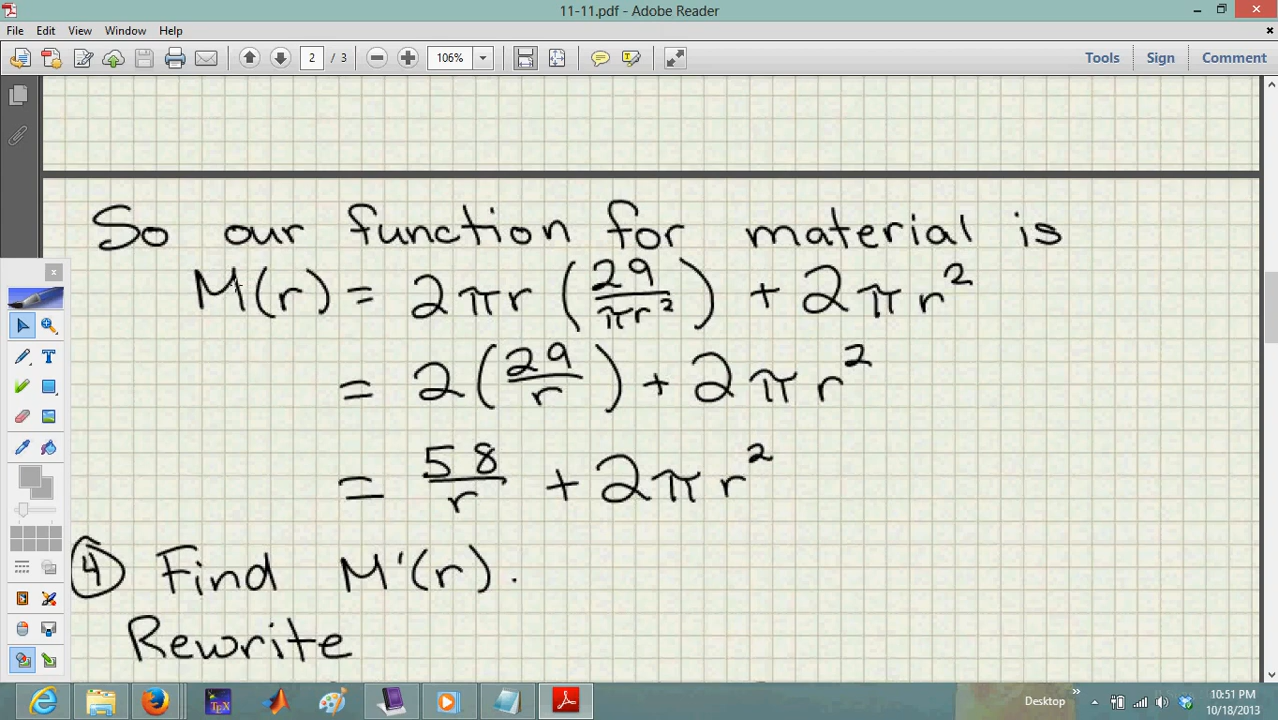 11-11.pdf - Adobe Reader
File Edit View Window Help
2 / 3 106% Tools Sign Comment
So our function for material is
M(r) = 2πr (29/πr²) + 2πr²
= 2(29/r) + 2πr²
= 58/r + 2πr²
④ Find M'(r).
Rewrite
Desktop
10:51 PM
10/18/2013